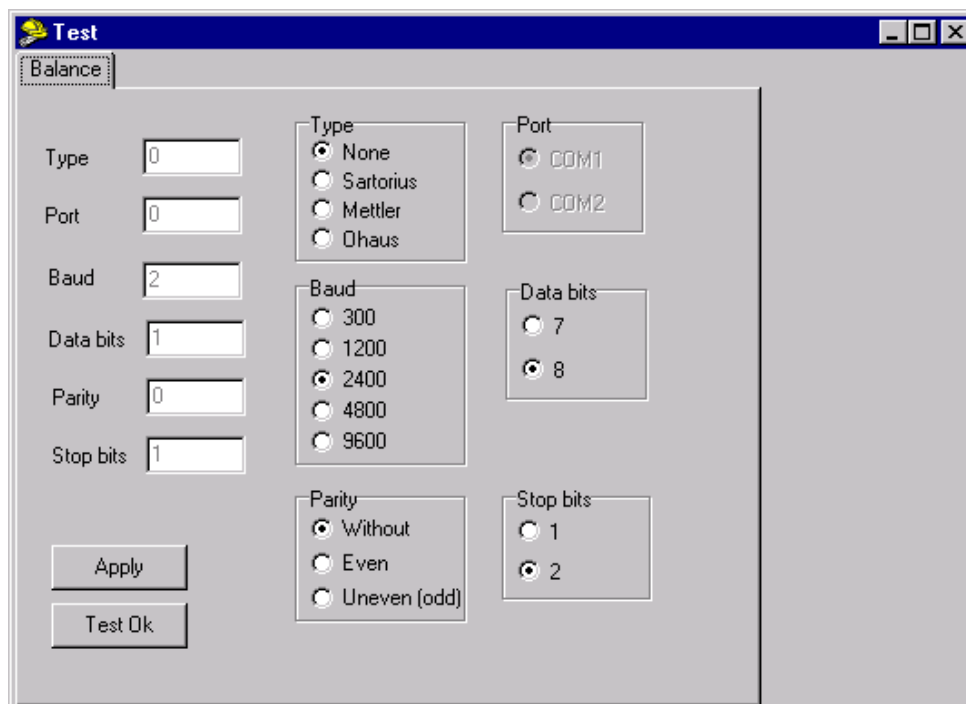 Test
Balance
Type 0
Port 0
Baud 2
Data bits 1
Parity 0
Stop bits 1
Apply
Test Ok
Type
None
Sartorius
Mettler
Ohaus
Port
COM1
COM2
Baud
300
1200
2400
4800
9600
Data bits
7
8
Parity
Without
Even
Uneven (odd)
Stop bits
1
2